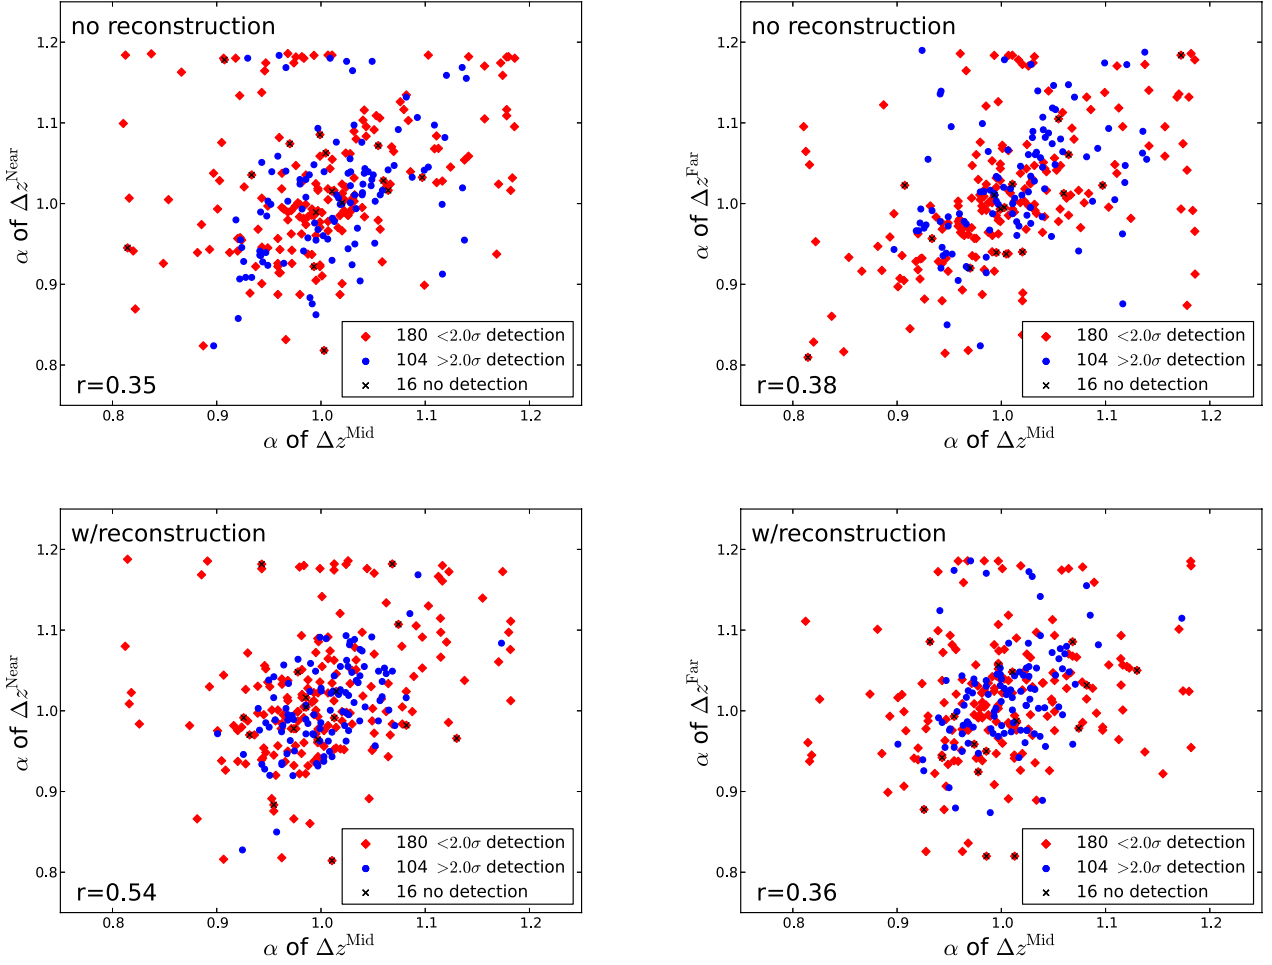 no reconstruction
1.2
1.1
1.0
0.9
0.8
α of Δz^Near
180 <2.0σ detection
104 >2.0σ detection
16 no detection
r=0.35
0.8 0.9 1.0 1.1 1.2
α of Δz^Mid
no reconstruction
1.2
1.1
1.0
0.9
0.8
α of Δz^Far
180 <2.0σ detection
104 >2.0σ detection
16 no detection
r=0.38
0.8 0.9 1.0 1.1 1.2
α of Δz^Mid
w/reconstruction
1.2
1.1
1.0
0.9
0.8
α of Δz^Near
180 <2.0σ detection
104 >2.0σ detection
16 no detection
r=0.54
0.8 0.9 1.0 1.1 1.2
α of Δz^Mid
w/reconstruction
1.2
1.1
1.0
0.9
0.8
α of Δz^Far
180 <2.0σ detection
104 >2.0σ detection
16 no detection
r=0.36
0.8 0.9 1.0 1.1 1.2
α of Δz^Mid